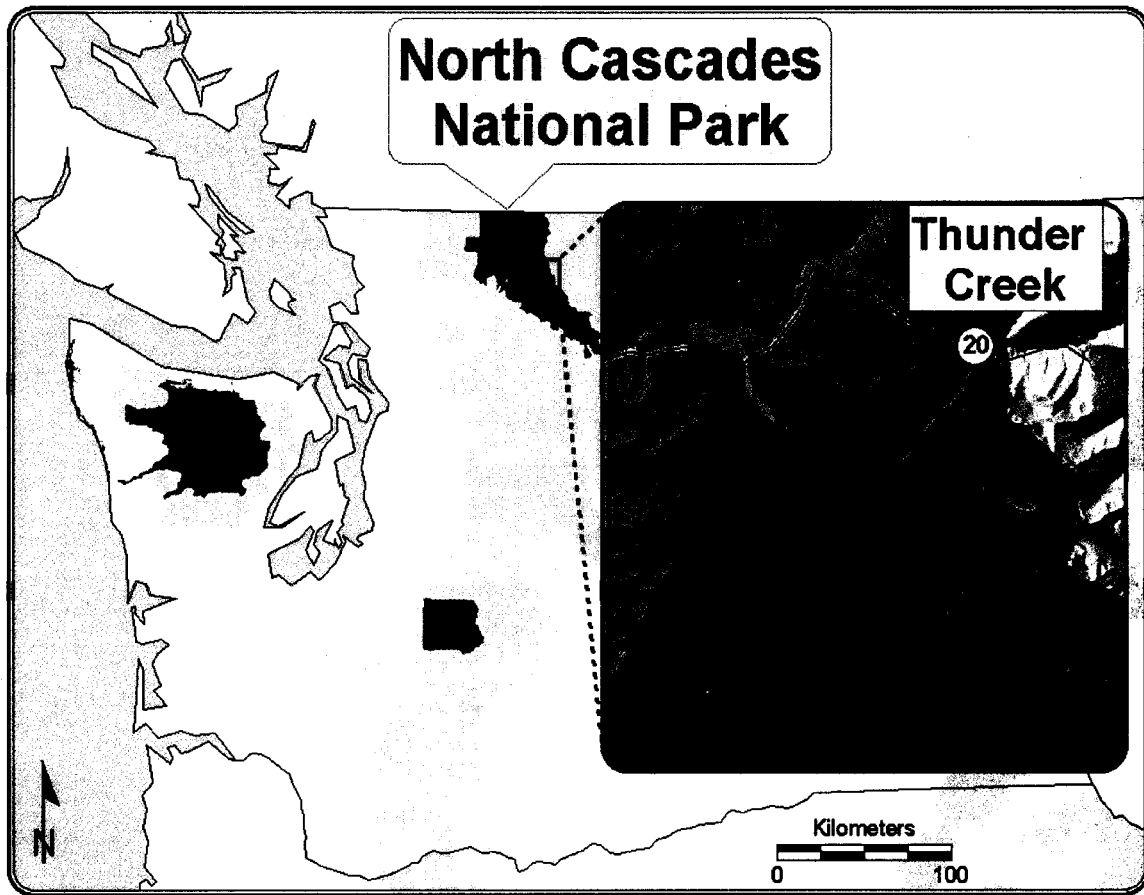 North Cascades
National Park
Thunder
Creek
20
N
Kilometers
0 100